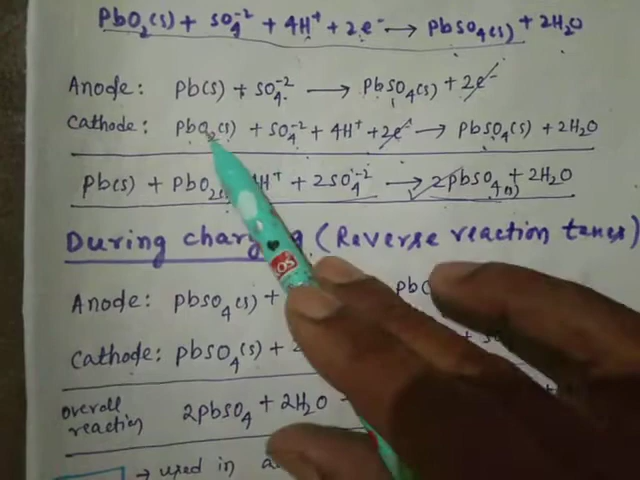 PbO₂(s) + SO₄⁻² + 4H⁺ + 2e⁻ → PbSO₄(s) + 2H₂O
Anode: Pb(s) + SO₄⁻² → PbSO₄(s) + 2e⁻
Cathode: PbO₂(s) + SO₄⁻² + 4H⁺ + 2e⁻ → PbSO₄(s) + 2H₂O
Pb(s) + PbO₂ 4H⁺ + 2SO₄⁻² → 2PbSO₄ + 2H₂O
During charging (Reverse reaction takes)
Anode: PbSO₄(s) +
Cathode: PbSO₄(s) + 2
overall reaction 2PbSO₄ + 2H₂O
→ used in